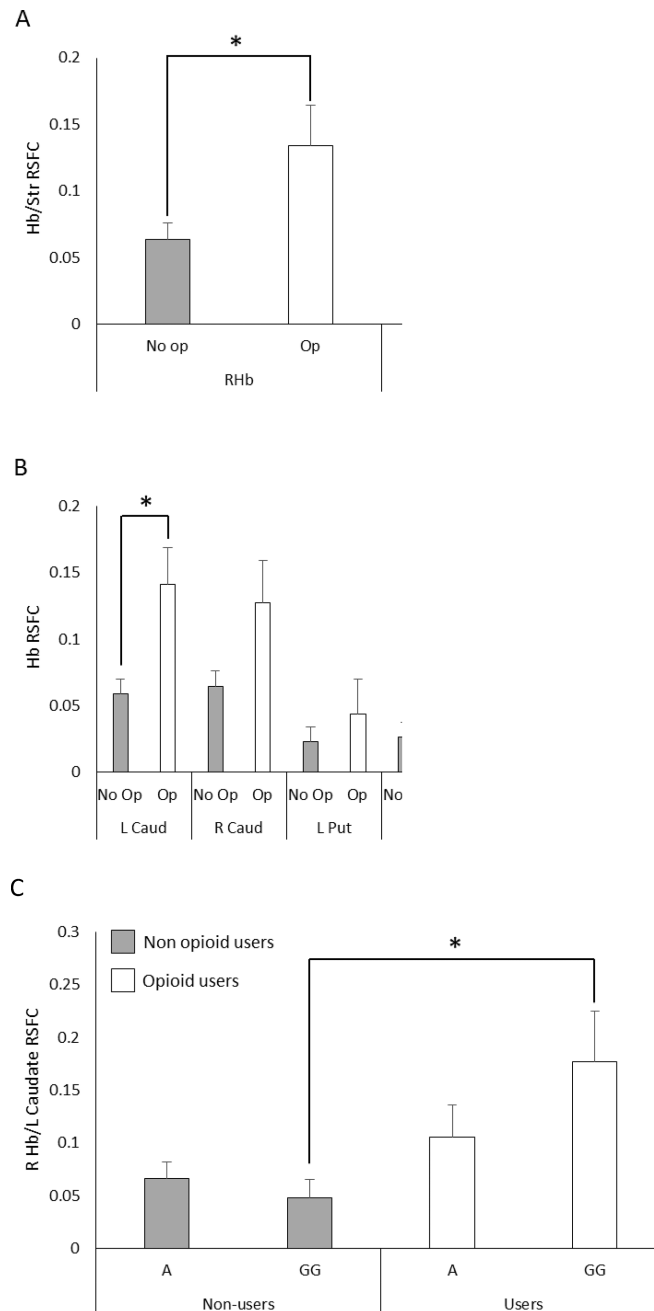 A
*
0.2
0.15
0.1
0.05
0
Hb/Str RSFC
No op Op
RHb
B
*
0.2
0.15
0.1
0.05
0
Hb RSFC
No Op Op No Op Op No Op Op No
L Caud R Caud L Put
C
0.3
0.25
0.2
0.15
0.1
0.05
0
R Hb/L Caudate RSFC
Non opioid users
Opioid users
*
A GG A GG
Non-users Users